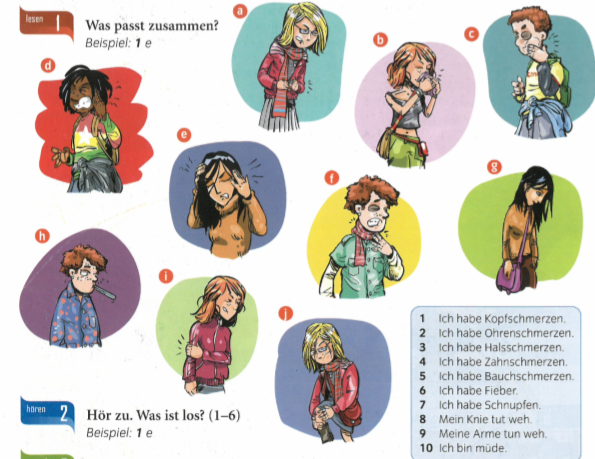 lesen 1 Was passt zusammen?
Beispiel: 1 e
a
b
c
d
e
f
g
h
i
j
1 Ich habe Kopfschmerzen.
2 Ich habe Ohrenschmerzen.
3 Ich habe Halsschmerzen.
4 Ich habe Zahnschmerzen.
5 Ich habe Bauchschmerzen.
6 Ich habe Fieber.
7 Ich habe Schnupfen.
8 Mein Knie tut weh.
9 Meine Arme tun weh.
10 Ich bin müde.
hören 2 Hör zu. Was ist los? (1–6)
Beispiel: 1 e